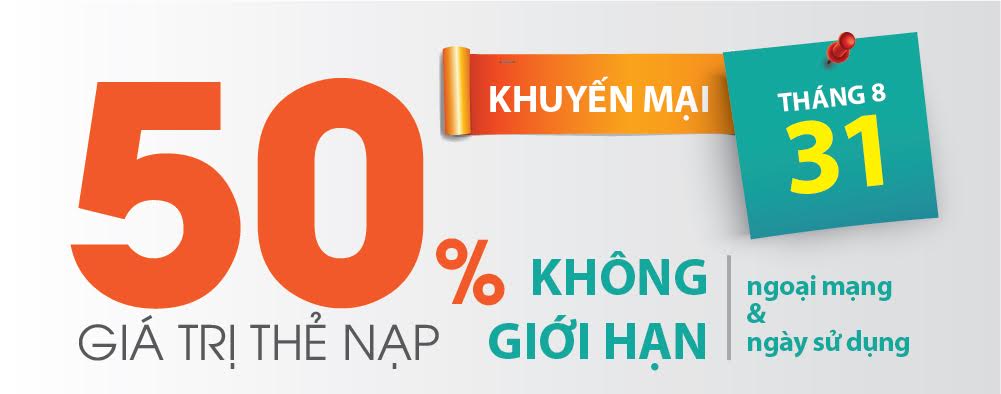 KHUYẾN MẠI
THÁNG 8
31
50%
GIÁ TRỊ THẺ NẠP
KHÔNG
GIỚI HẠN
ngoại mạng
&
ngày sử dụng